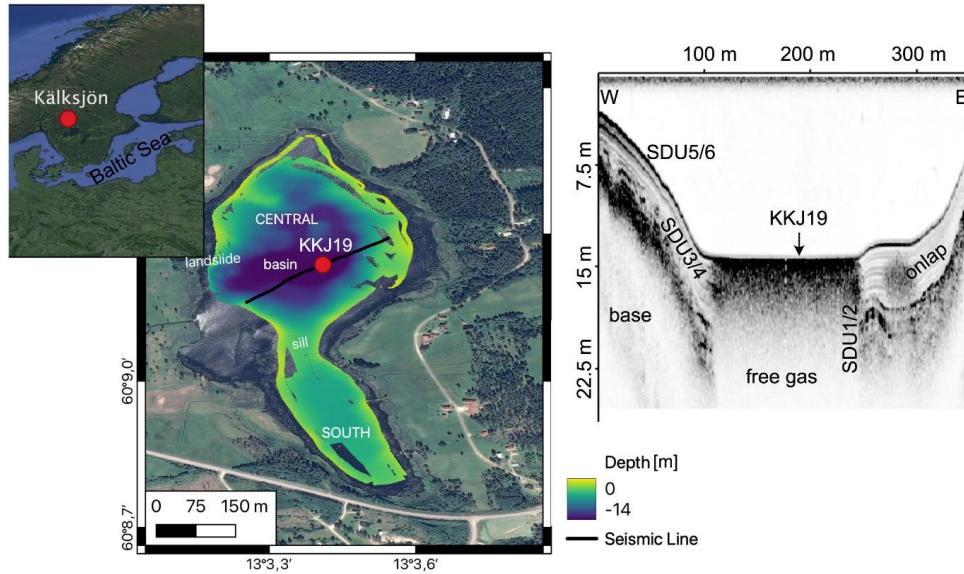 Kälksjön
Baltic Sea
CENTRAL
KKJ19
landslide
basin
sill
SOUTH
0 75 150 m
60°9,0'
60°8,7'
13°3,3' 13°3,6'
100 m 200 m 300 m
W E
SDU5/6
7.5 m
KKJ19
SDU3/4
15 m
onlap
base
SDU1/2
free gas
22.5 m
Depth [m]
0
-14
Seismic Line